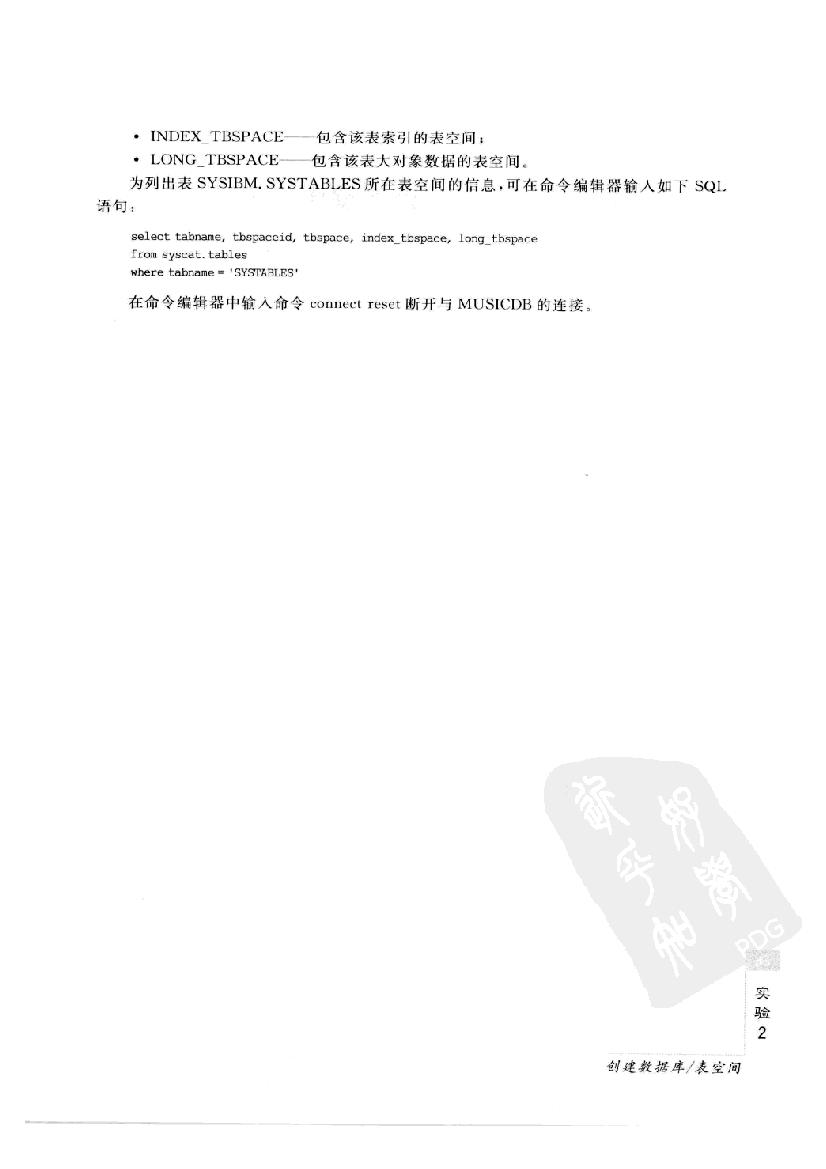 • INDEX_TBSPACE——包含该表索引的表空间；
• LONG_TBSPACE——包含该表大对象数据的表空间。
为列出表 SYSIBM. SYSTABLES 所在表空间的信息，可在命令编辑器输入如下 SQL
语句：
select tabname, tbspaceid, tbspace, index_tbspace, long_tbspace
from syscat.tables
where tabname = 'SYSTABLES'
在命令编辑器中输入命令 connect reset 断开与 MUSICDB 的连接。
PDG
实
验
2
创建数据库/表空间